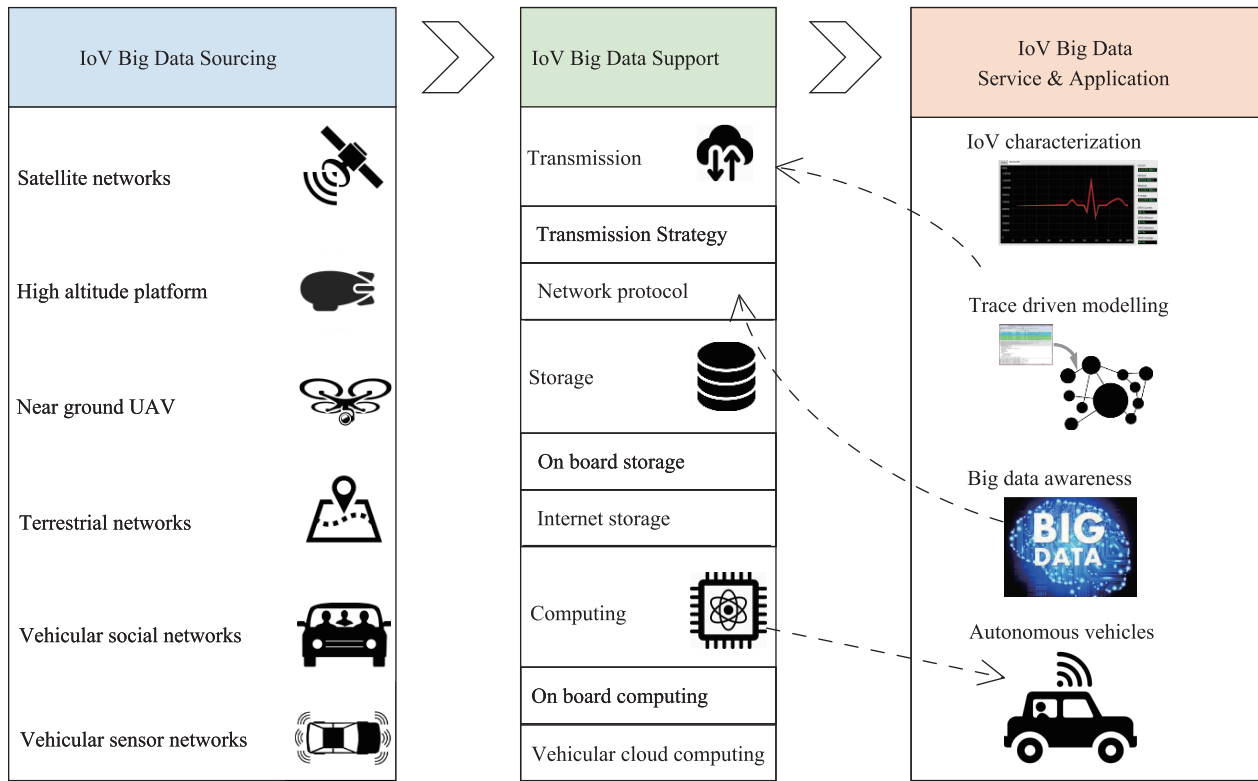 IoV Big Data Sourcing
Satellite networks
High altitude platform
Near ground UAV
Terrestrial networks
Vehicular social networks
Vehicular sensor networks
IoV Big Data Support
Transmission
Transmission Strategy
Network protocol
Storage
On board storage
Internet storage
Computing
On board computing
Vehicular cloud computing
IoV Big Data
Service & Application
IoV characterization
Trace driven modelling
Big data awareness
BIG
DATA
Autonomous vehicles